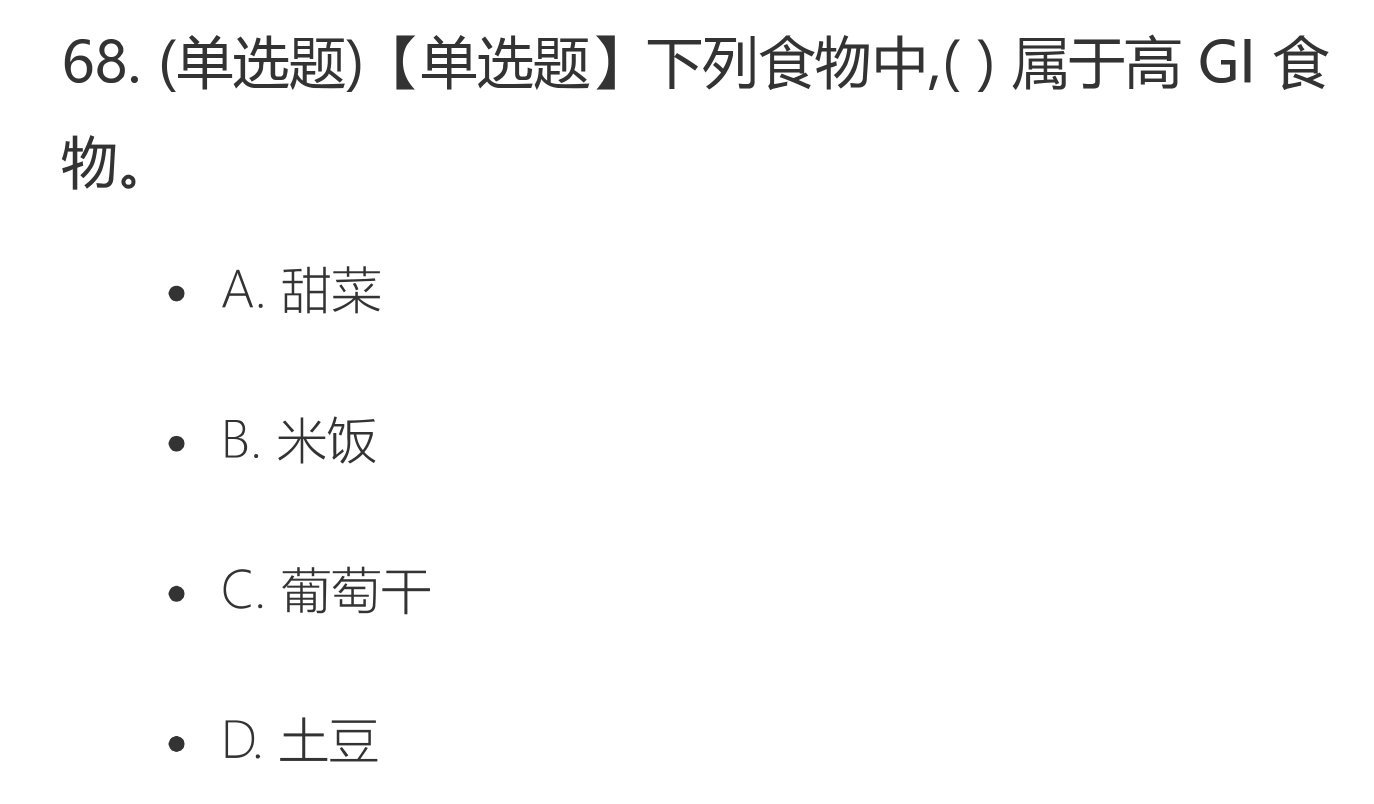 68. (单选题)【单选题】下列食物中,( ) 属于高 GI 食
物。
A. 甜菜
B. 米饭
C. 葡萄干
D. 土豆